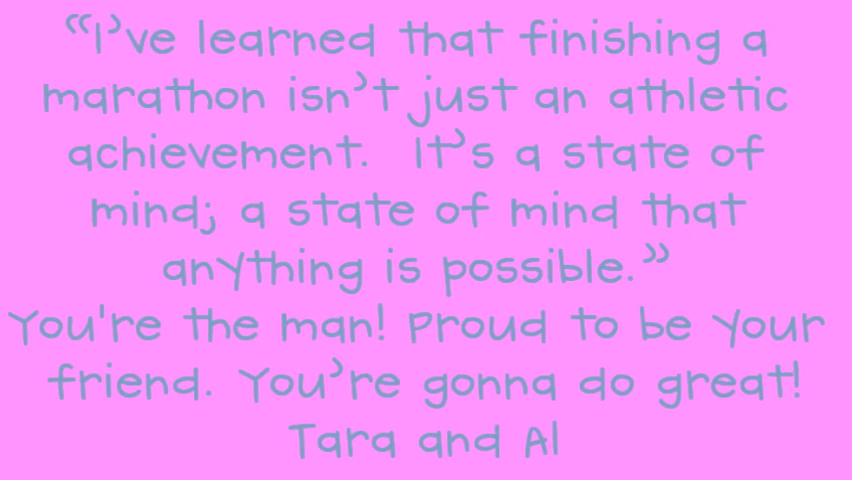 “I’ve learned that finishing a
marathon isn’t just an athletic
achievement.  It’s a state of
mind; a state of mind that
anything is possible.”
You're the man! Proud to be your
friend. You’re gonna do great!
Tara and Al